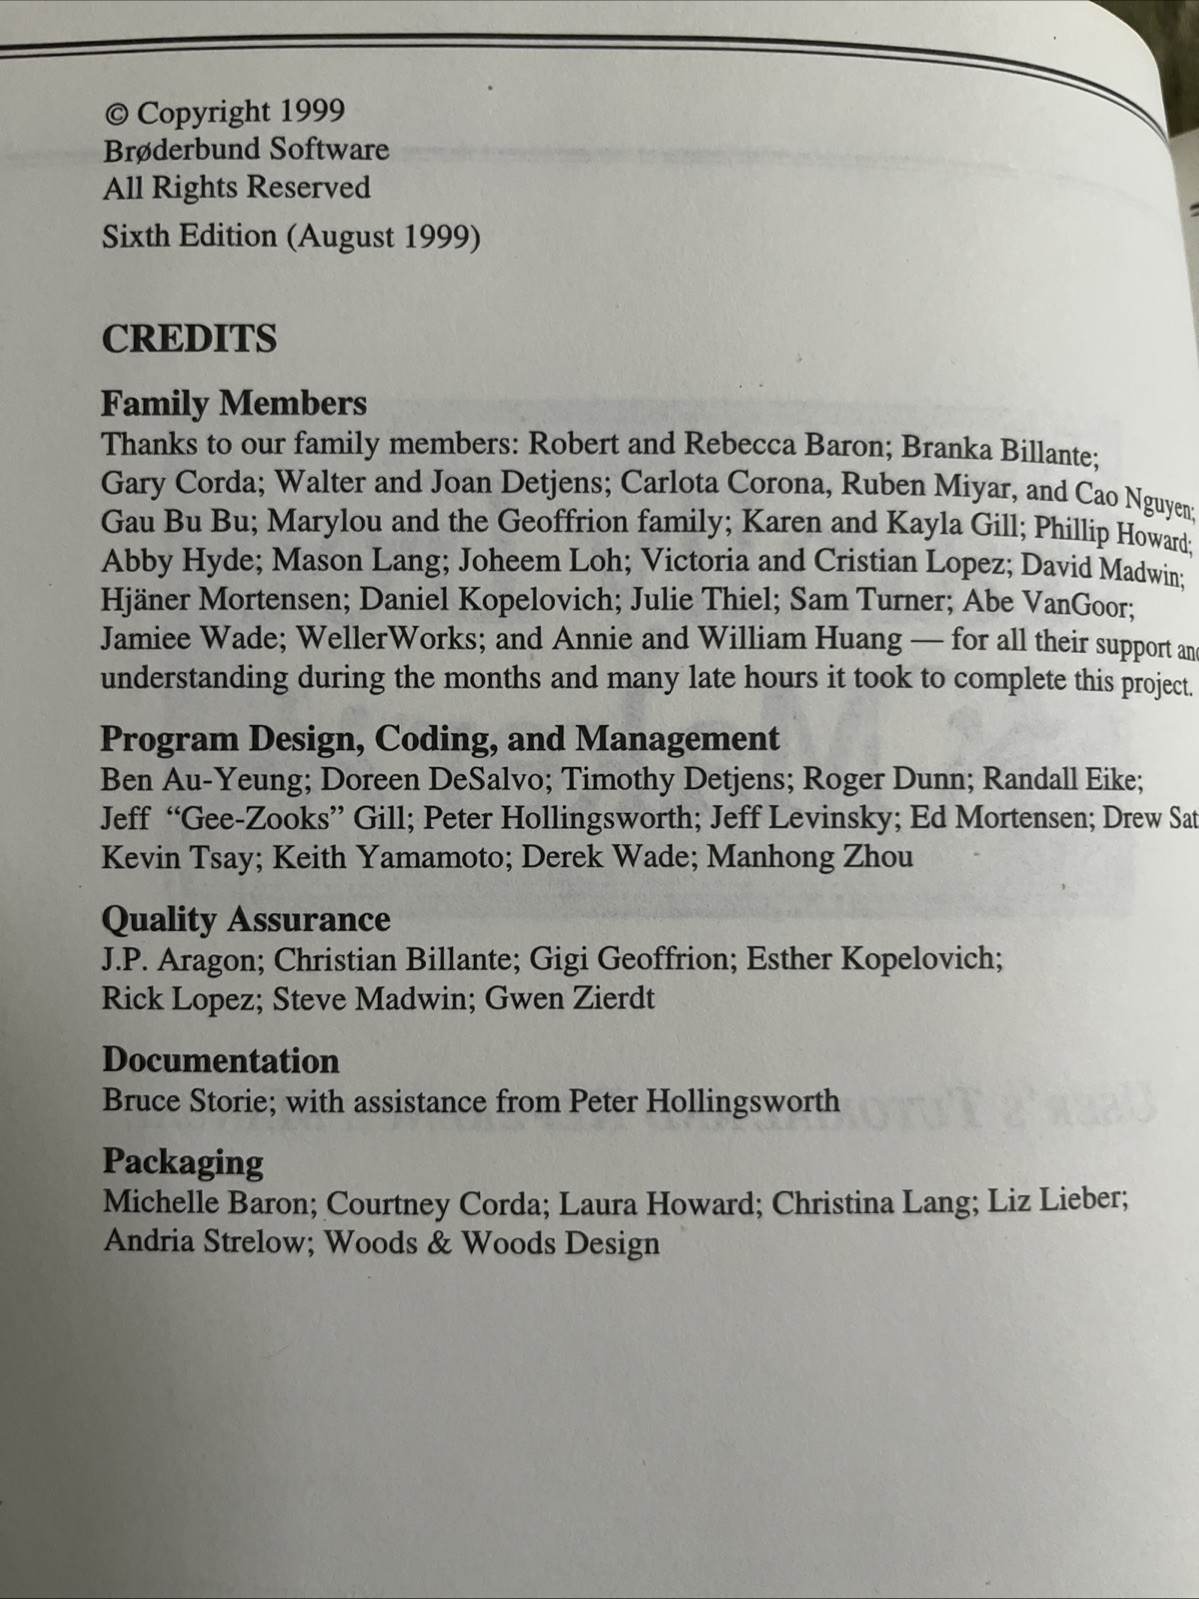 © Copyright 1999
Brøderbund Software
All Rights Reserved
Sixth Edition (August 1999)
CREDITS
Family Members
Thanks to our family members: Robert and Rebecca Baron; Branka Billante;
Gary Corda; Walter and Joan Detjens; Carlota Corona, Ruben Miyar, and Cao Nguyen;
Gau Bu Bu; Marylou and the Geoffrion family; Karen and Kayla Gill; Phillip Howard;
Abby Hyde; Mason Lang; Joheem Loh; Victoria and Cristian Lopez; David Madwin;
Hjäner Mortensen; Daniel Kopelovich; Julie Thiel; Sam Turner; Abe VanGoor;
Jamiee Wade; WellerWorks; and Annie and William Huang — for all their support and
understanding during the months and many late hours it took to complete this project.
Program Design, Coding, and Management
Ben Au-Yeung; Doreen DeSalvo; Timothy Detjens; Roger Dunn; Randall Eike;
Jeff “Gee-Zooks” Gill; Peter Hollingsworth; Jeff Levinsky; Ed Mortensen; Drew
Kevin Tsay; Keith Yamamoto; Derek Wade; Manhong Zhou
Quality Assurance
J.P. Aragon; Christian Billante; Gigi Geoffrion; Esther Kopelovich;
Rick Lopez; Steve Madwin; Gwen Zierdt
Documentation
Bruce Storie; with assistance from Peter Hollingsworth
Packaging
Michelle Baron; Courtney Corda; Laura Howard; Christina Lang; Liz Lieber;
Andria Strelow; Woods & Woods Design